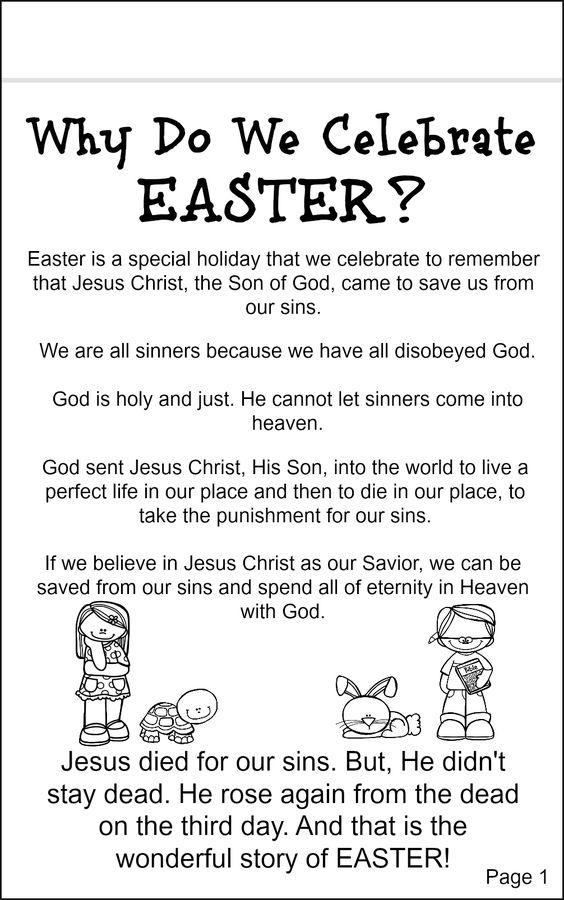 Why Do We Celebrate
EASTER?
Easter is a special holiday that we celebrate to remember
that Jesus Christ, the Son of God, came to save us from
our sins.
We are all sinners because we have all disobeyed God.
God is holy and just. He cannot let sinners come into
heaven.
God sent Jesus Christ, His Son, into the world to live a
perfect life in our place and then to die in our place, to
take the punishment for our sins.
If we believe in Jesus Christ as our Savior, we can be
saved from our sins and spend all of eternity in Heaven
with God.
Bible
Jesus died for our sins. But, He didn't
stay dead. He rose again from the dead
on the third day. And that is the
wonderful story of EASTER!
Page 1